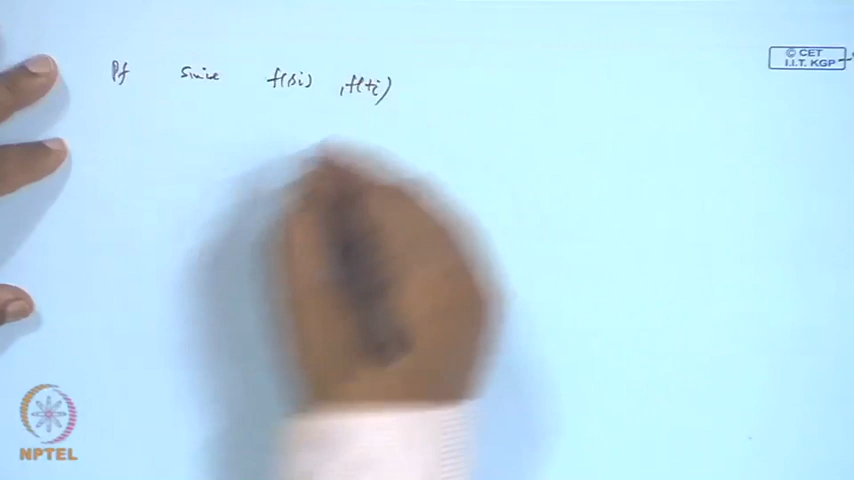 Pf since f(si) , f(ti)
© CET
I.I.T. KGP
NPTEL